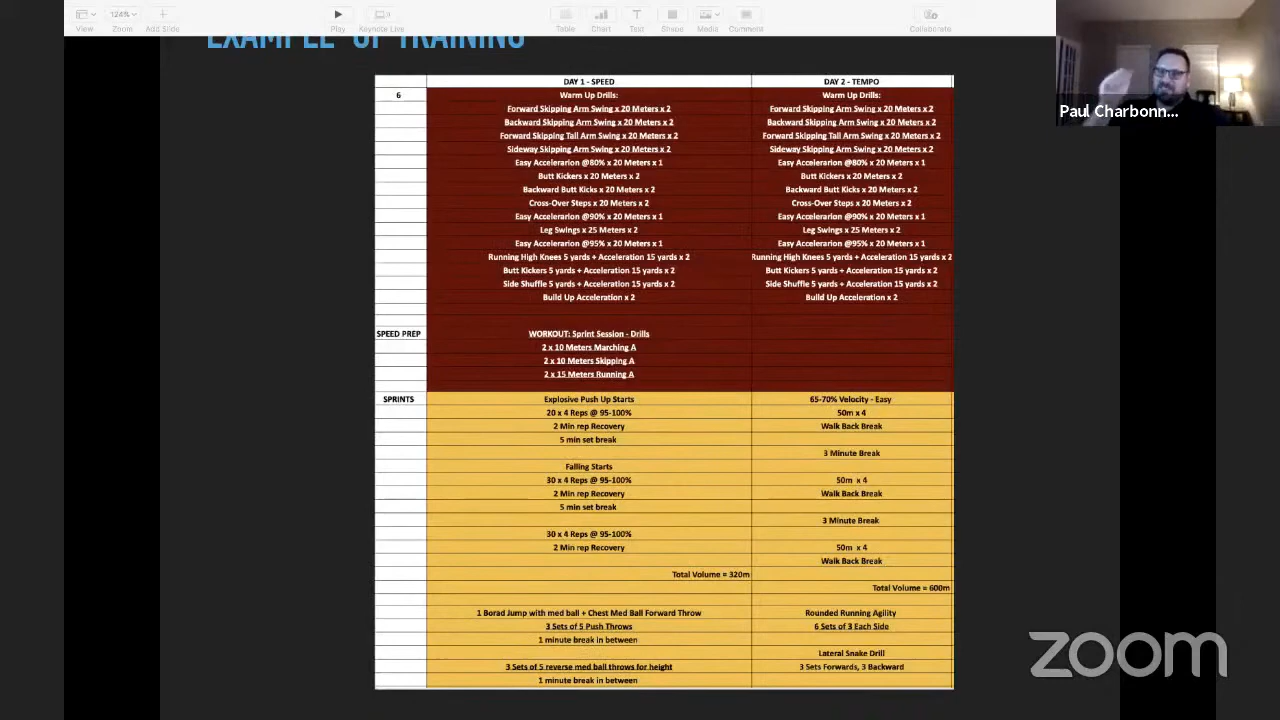 View
124%
Zoom
Add Slide
Play
Keynote Live
Table
Chart
Text
Shape
Media
Comment
Collaborate
EXAMPLE OF TRAINING
Paul Charbonn...
DAY 1 - SPEED
DAY 2 - TEMPO
6
Warm Up Drills:
Warm Up Drills:
Forward Skipping Arm Swing x 20 Meters x 2
Forward Skipping Arm Swing x 20 Meters x 2
Backward Skipping Arm Swing x 20 Meters x 2
Backward Skipping Arm Swing x 20 Meters x 2
Forward Skipping Tall Arm Swing x 20 Meters x 2
Forward Skipping Tall Arm Swing x 20 Meters x 2
Sideway Skipping Arm Swing x 20 Meters x 2
Sideway Skipping Arm Swing x 20 Meters x 2
Easy Accelerarion @80% x 20 Meters x 1
Easy Accelerarion @80% x 20 Meters x 1
Butt Kickers x 20 Meters x 2
Butt Kickers x 20 Meters x 2
Backward Butt Kicks x 20 Meters x 2
Backward Butt Kicks x 20 Meters x 2
Cross-Over Steps x 20 Meters x 2
Cross-Over Steps x 20 Meters x 2
Easy Accelerarion @90% x 20 Meters x 1
Easy Accelerarion @90% x 20 Meters x 1
Leg Swings x 25 Meters x 2
Leg Swings x 25 Meters x 2
Easy Accelerarion @95% x 20 Meters x 1
Easy Accelerarion @95% x 20 Meters x 1
Running High Knees 5 yards + Acceleration 15 yards x 2
Running High Knees 5 yards + Acceleration 15 yards x 2
Butt Kickers 5 yards + Acceleration 15 yards x 2
Butt Kickers 5 yards + Acceleration 15 yards x 2
Side Shuffle 5 yards + Acceleration 15 yards x 2
Side Shuffle 5 yards + Acceleration 15 yards x 2
Build Up Acceleration x 2
Build Up Acceleration x 2
SPEED PREP
WORKOUT: Sprint Session - Drills
2 x 10 Meters Marching A
2 x 10 Meters Skipping A
2 x 15 Meters Running A
SPRINTS
Explosive Push Up Starts
65-70% Velocity - Easy
20 x 4 Reps @ 95-100%
50m x 4
2 Min rep Recovery
Walk Back Break
5 min set break
3 Minute Break
Falling Starts
30 x 4 Reps @ 95-100%
50m x 4
2 Min rep Recovery
Walk Back Break
5 min set break
3 Minute Break
30 x 4 Reps @ 95-100%
2 Min rep Recovery
50m x 4
Walk Back Break
Total Volume = 320m
Total Volume = 600m
1 Borad Jump with med ball + Chest Med Ball Forward Throw
Rounded Running Agility
3 Sets of 5 Push Throws
6 Sets of 3 Each Side
1 minute break in between
Lateral Snake Drill
3 Sets of 5 reverse med ball throws for height
3 Sets Forwards, 3 Backward
1 minute break in between
zoom